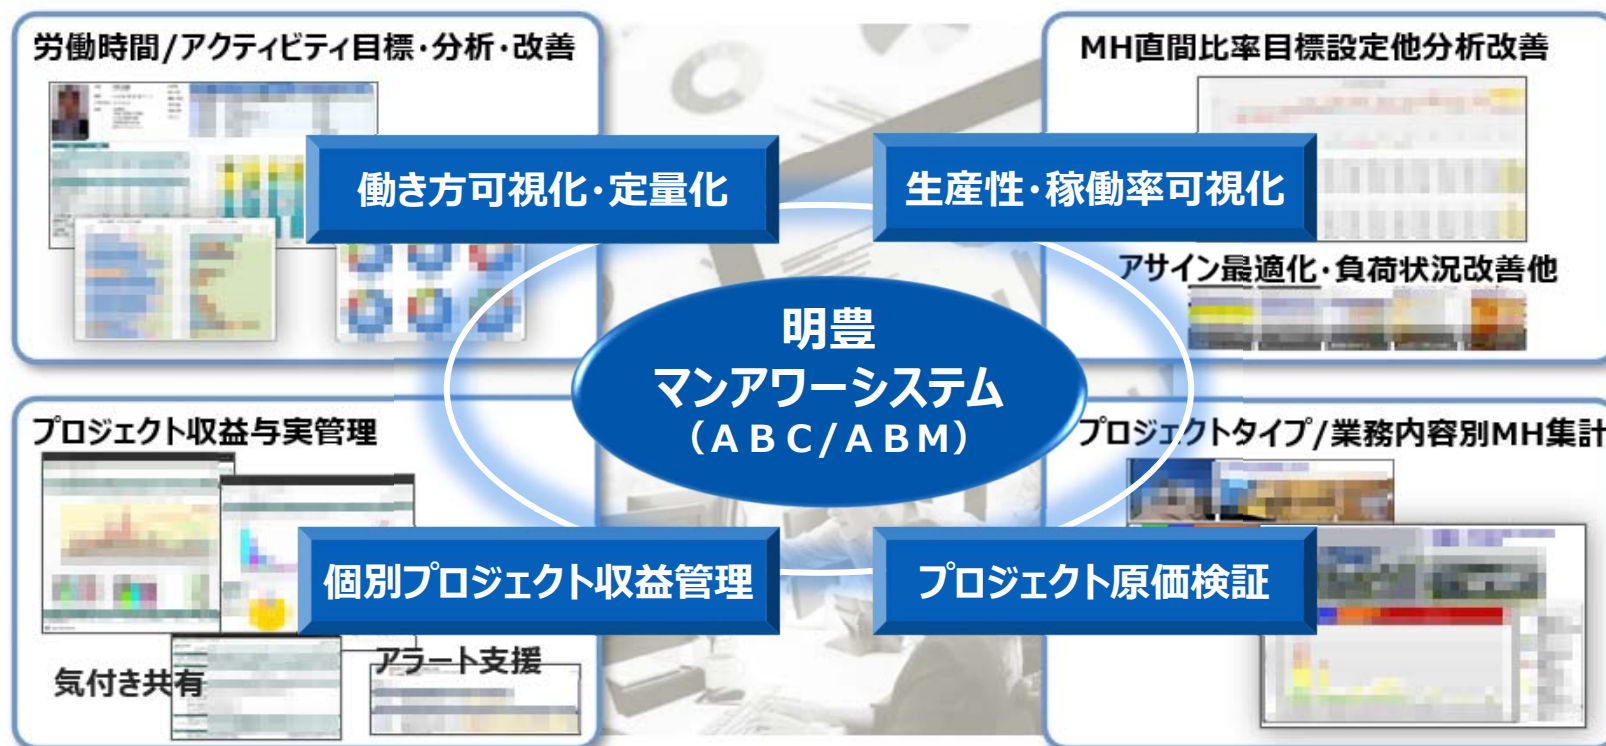 労働時間/アクティビティ目標・分析・改善
MH直間比率目標設定他分析改善
働き方可視化・定量化
生産性・稼働率可視化
アサイン最適化・負荷状況改善他
明豊
マンアワーシステム
（ＡＢＣ/ＡＢＭ）
プロジェクト収益与実管理
プロジェクトタイプ/業務内容別MH集計
個別プロジェクト収益管理
プロジェクト原価検証
気付き共有
アラート支援